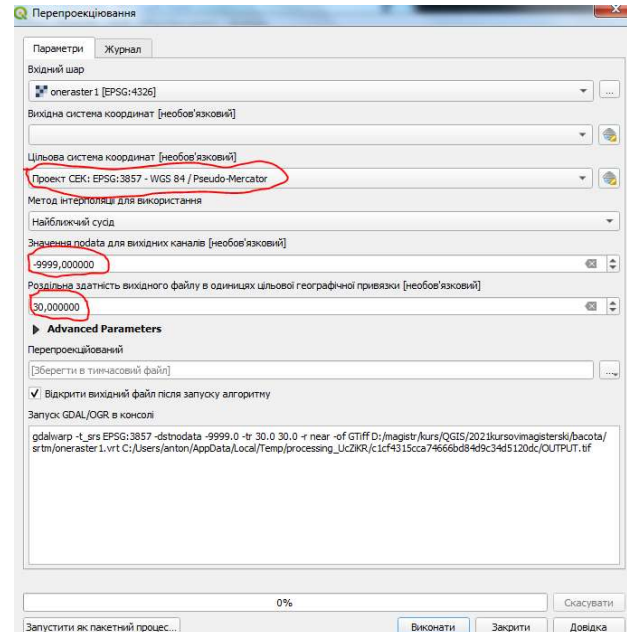 Перепроекціювання
Параметри Журнал
Вхідний шар
oneraster1 [EPSG:4326]
...
Вихідна система координат [необов'язковий]
Цільова система координат [необов'язковий]
Проект СЕК: EPSG:3857 - WGS 84 / Pseudo-Mercator
Метод інтерполяції для використання
Найближчий сусід
Значення nodata для вихідних каналів [необов'язковий]
-9999,000000
Роздільна здатність вихідного файлу в одиницях цільової географічної привязки [необов'язковий]
30,000000
Advanced Parameters
Перепроекційований
[Зберегти в тимчасовий файл]
...
Відкрити вихідний файл після запуску алгоритму
Запуск GDAL/OGR в консолі
gdalwarp -t_srs EPSG:3857 -dstnodata -9999.0 -tr 30.0 30.0 -r near -of GTiff D:/magistr/kurs/QGIS/2021kursovimagisterski/bacota/
srtm/oneraster1.vrt C:/Users/anton/AppData/Local/Temp/processing_UcZiKR/c1cf4315cca74666bd84d9c34d5120dc/OUTPUT.tif
0%
Скасувати
Запустити як пакетний процес...
Виконати Закрити Довідка